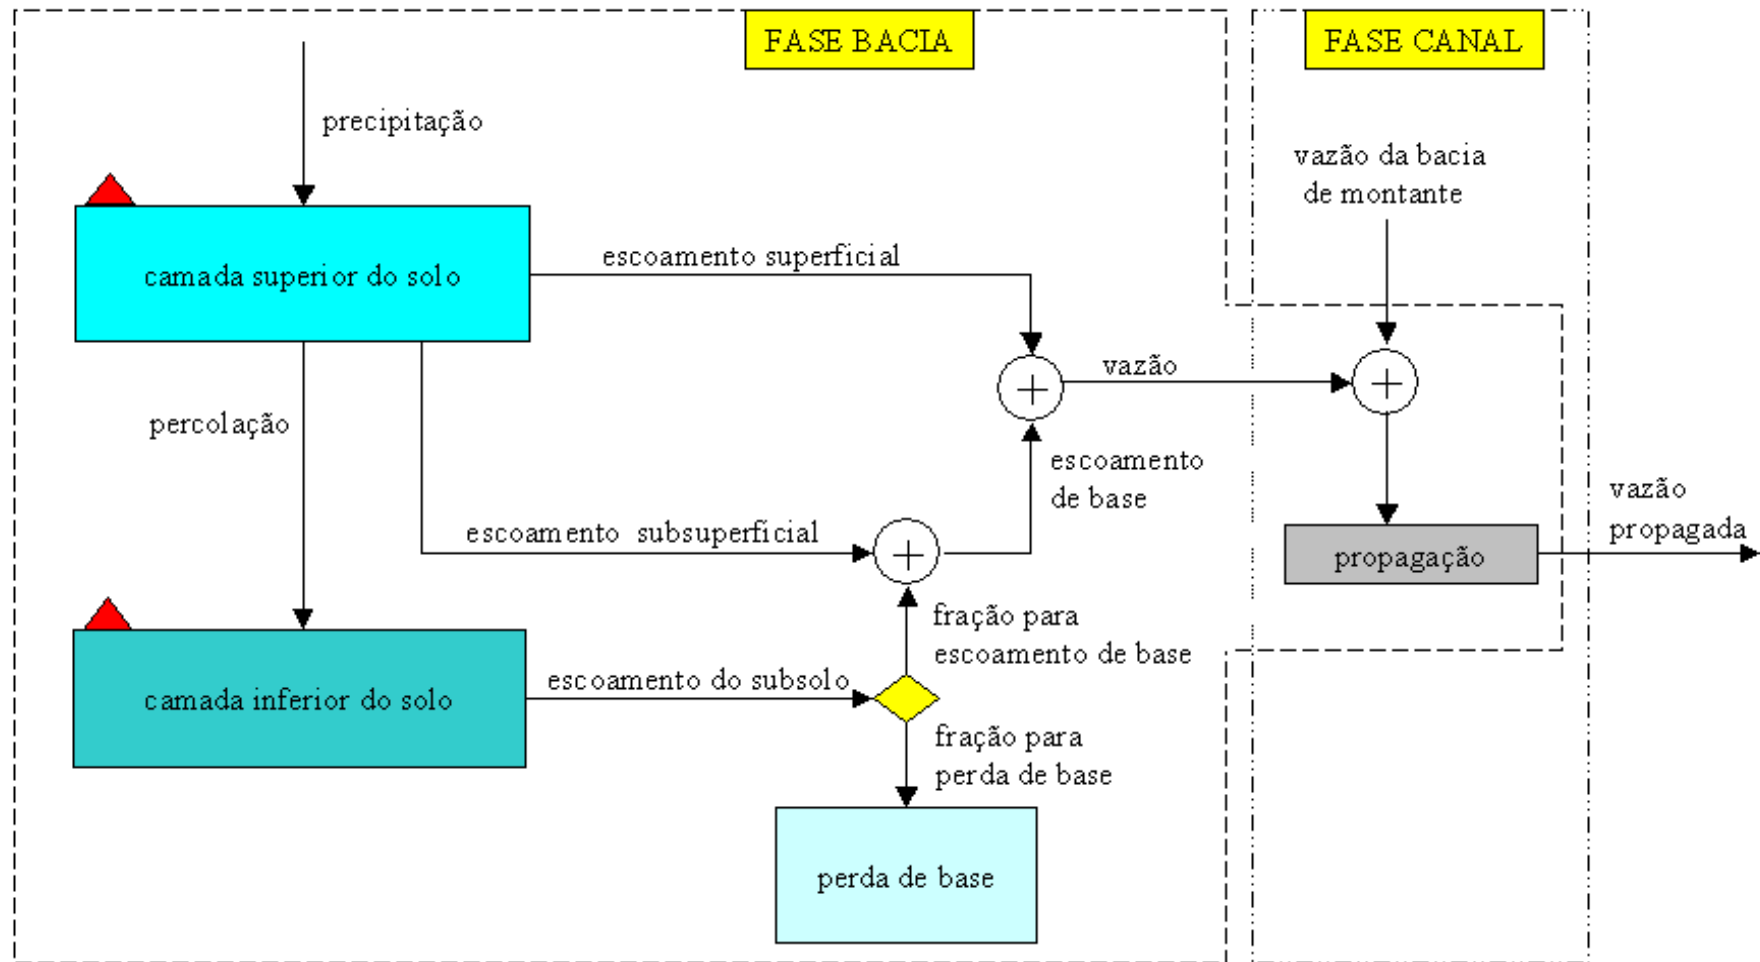 FASE BACIA
FASE CANAL
precipitação
vazão da bacia
de montante
camada superior do solo
escoamento superficial
vazão
percolação
escoamento
de base
escoamento subsuperficial
vazão
propagada
propagação
fração para
escoamento de base
camada inferior do solo
escoamento do subsolo
fração para
perda de base
perda de base